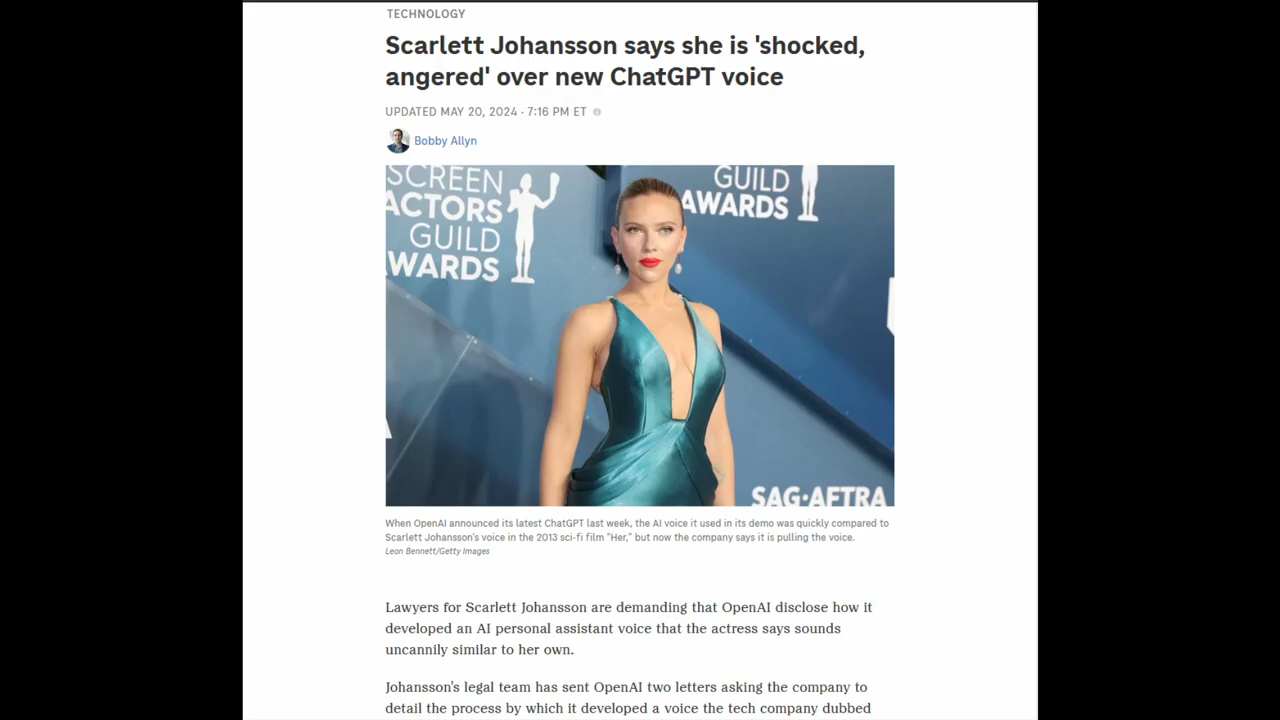 TECHNOLOGY
Scarlett Johansson says she is 'shocked,
angered' over new ChatGPT voice
UPDATED MAY 20, 2024 · 7:16 PM ET
Bobby Allyn
SCREEN
ACTORS
GUILD
AWARDS
GUILD
AWARDS
SAG·AFTRA
When OpenAI announced its latest ChatGPT last week, the AI voice it used in its demo was quickly compared to
Scarlett Johansson's voice in the 2013 sci-fi film "Her," but now the company says it is pulling the voice.
Leon Bennett/Getty Images
Lawyers for Scarlett Johansson are demanding that OpenAI disclose how it
developed an AI personal assistant voice that the actress says sounds
uncannily similar to her own.
Johansson's legal team has sent OpenAI two letters asking the company to
detail the process by which it developed a voice the tech company dubbed